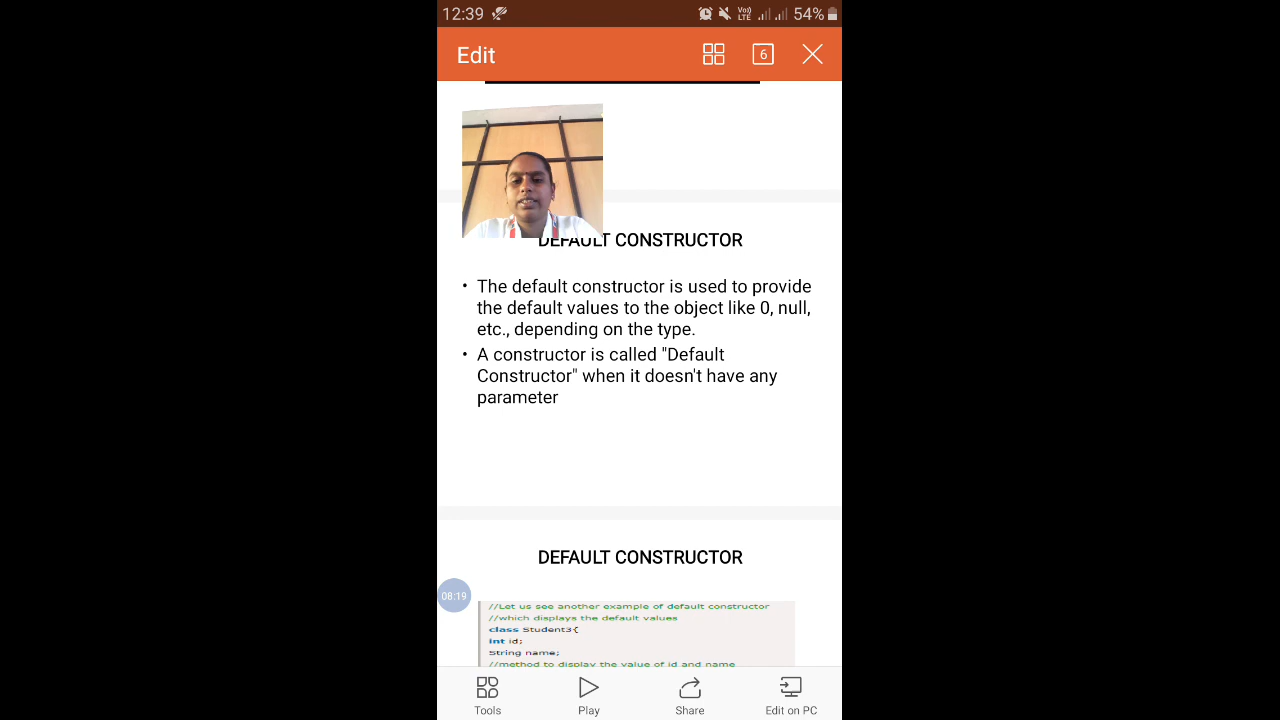 12:39
Vo)) LTE
54%
Edit
6
DEFAULT CONSTRUCTOR
• The default constructor is used to provide
the default values to the object like 0, null,
etc., depending on the type.
• A constructor is called "Default
Constructor" when it doesn't have any
parameter
DEFAULT CONSTRUCTOR
08:19
//Let us see another example of default constructor
//which displays the default values
class Student3{
int id;
String name;
//method to display the value of id and name
Tools
Play
Share
Edit on PC